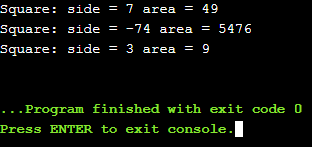 Square: side = 7 area = 49
Square: side = -74 area = 5476
Square: side = 3 area = 9
...Program finished with exit code 0
Press ENTER to exit console.